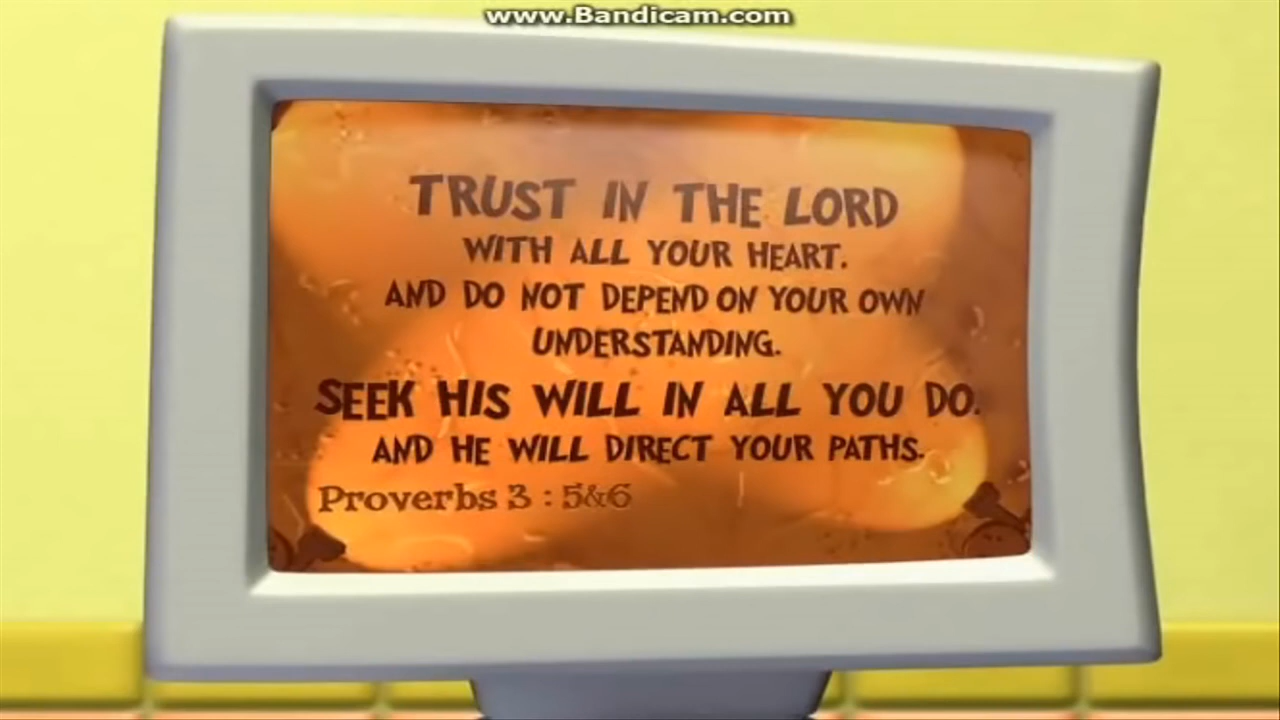 www.Bandicam.com
TRUST IN THE LORD
WITH ALL YOUR HEART.
AND DO NOT DEPEND ON YOUR OWN
UNDERSTANDING.
SEEK HIS WILL IN ALL YOU DO.
AND HE WILL DIRECT YOUR PATHS.
Proverbs 3 : 5&6